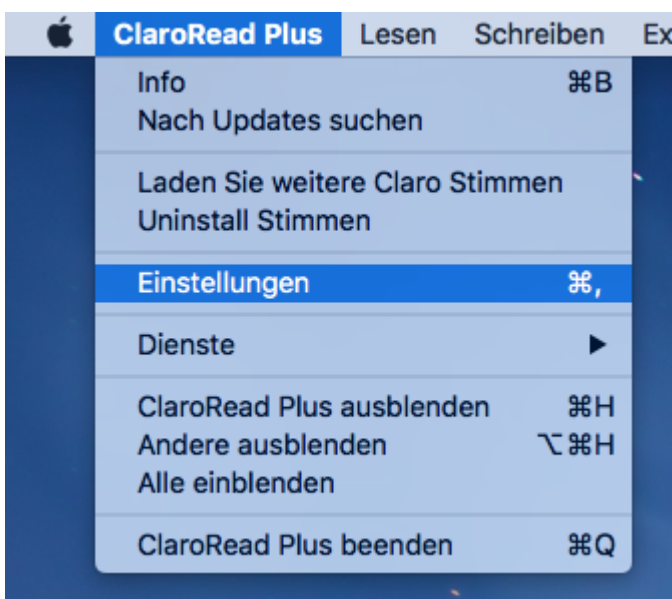 ClaroRead Plus Lesen Schreiben Ex
Info ⌘B
Nach Updates suchen
Laden Sie weitere Claro Stimmen
Uninstall Stimmen
Einstellungen ⌘,
Dienste ▶
ClaroRead Plus ausblenden ⌘H
Andere ausblenden ⌥⌘H
Alle einblenden
ClaroRead Plus beenden ⌘Q